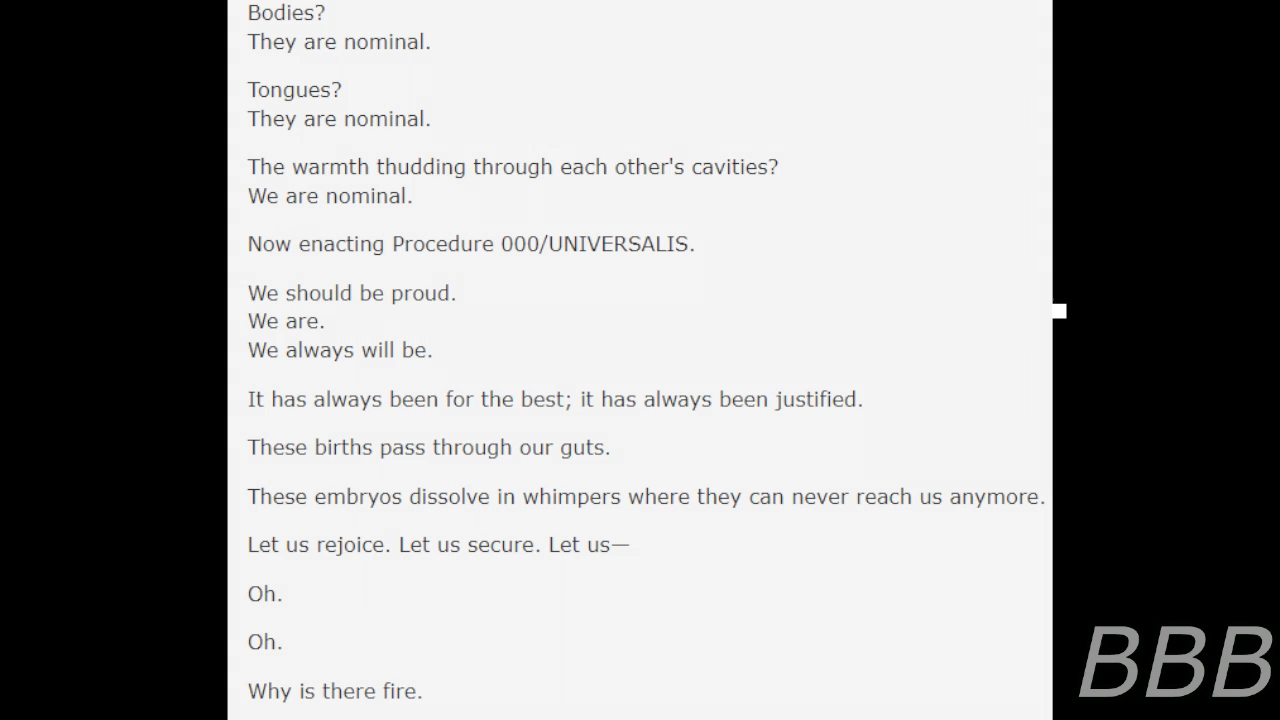 Bodies?
They are nominal.
Tongues?
They are nominal.
The warmth thudding through each other's cavities?
We are nominal.
Now enacting Procedure 000/UNIVERSALIS.
We should be proud.
We are.
We always will be.
It has always been for the best; it has always been justified.
These births pass through our guts.
These embryos dissolve in whimpers where they can never reach us anymore.
Let us rejoice. Let us secure. Let us—
Oh.
Oh.
Why is there fire.
BBB